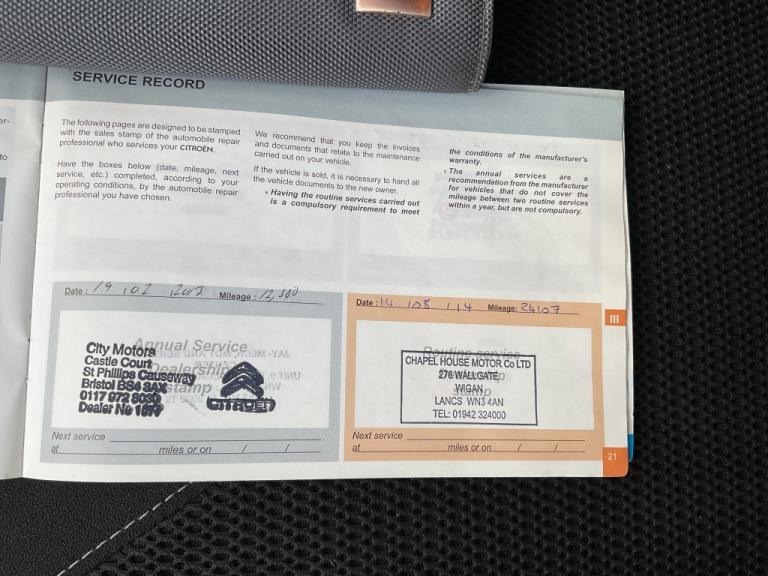 SERVICE RECORD
The following pages are designed to be stamped
with the sales stamp of the automobile repair
professional who services your CITROËN.
Have the boxes below (date, mileage, next
service, etc.) completed, according to your
operating conditions, by the automobile repair
professional you have chosen.
We recommend that you keep the invoices
and documents that relate to the maintenance
carried out on your vehicle.
If the vehicle is sold, it is necessary to hand all
the vehicle documents to the new owner.
• Having the routine services carried out
is a compulsory requirement to meet
the conditions of the manufacturer's
warranty.
• The annual services are a
recommendation from the manufacturer
for vehicles that do not cover the
mileage between two routine services
within a year, but are not compulsory.
Date : 19 , 02 , 2013 Mileage : 12,580
Annual Service
Dealership
stamp
City Motors
Castle Court
St Phillips Causeway
Bristol BS4 3AX
0117 972
Dealer No
CITROËN
Next service
at miles or on / /
Date : 14 108 114 Mileage: 24107
Routine service
stamp
CHAPEL HOUSE MOTOR Co LTD
276 WALLGATE
WIGAN
LANCS WN3 4AN
TEL: 01942 324000
Next service
at miles or on / /
III
21